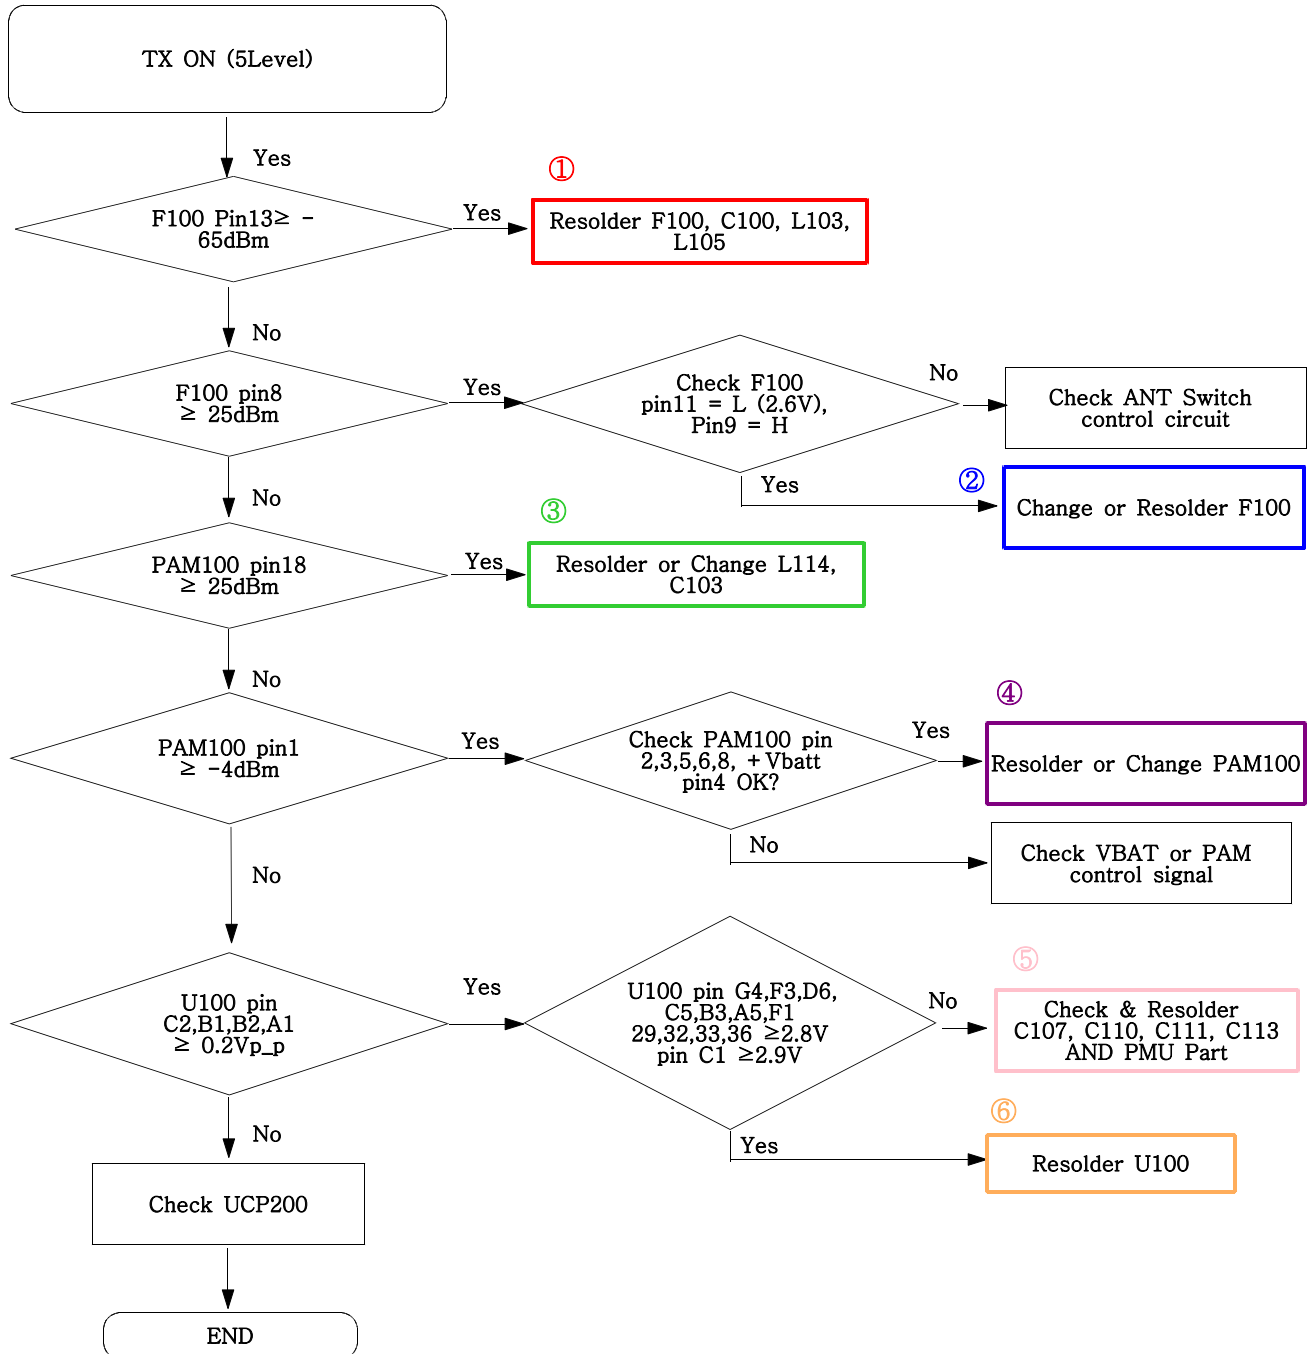 TX ON (5Level)
Yes
①
F100 Pin13≥ -
65dBm
Yes
Resolder F100, C100, L103,
L105
No
F100 pin8
≥ 25dBm
Yes
Check F100
pin11 = L (2.6V),
Pin9 = H
No
Check ANT Switch
control circuit
Yes
②
Change or Resolder F100
No
③
PAM100 pin18
≥ 25dBm
Yes
Resolder or Change L114,
C103
No
④
PAM100 pin1
≥ -4dBm
Yes
Check PAM100 pin
2,3,5,6,8, +Vbatt
pin4 OK?
Yes
Resolder or Change PAM100
No
Check VBAT or PAM
control signal
No
⑤
U100 pin
C2,B1,B2,A1
≥ 0.2Vp_p
Yes
U100 pin G4,F3,D6,
C5,B3,A5,F1
29,32,33,36 ≥2.8V
pin C1 ≥2.9V
No
Check & Resolder
C107, C110, C111, C113
AND PMU Part
⑥
Yes
Resolder U100
No
Check UCP200
END